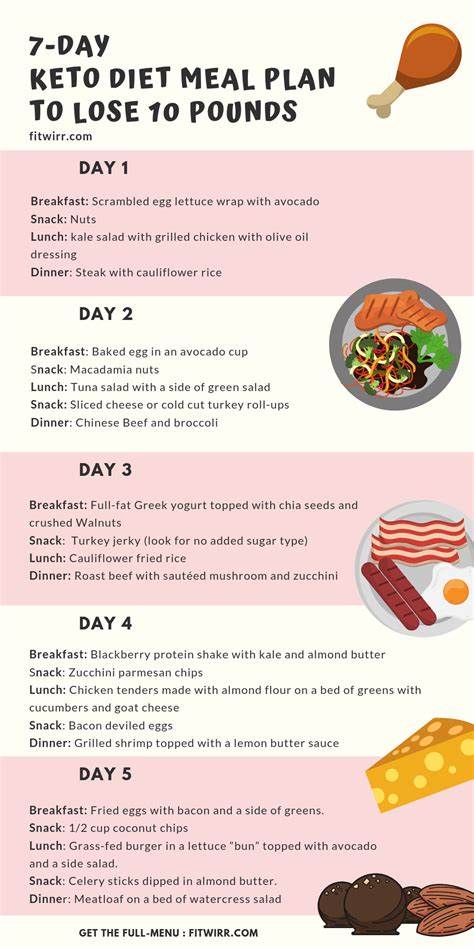 7-DAY
KETO DIET MEAL PLAN
TO LOSE 10 POUNDS
fitwirr.com
DAY 1
Breakfast: Scrambled egg lettuce wrap with avocado
Snack: Nuts
Lunch: kale salad with grilled chicken with olive oil
dressing
Dinner: Steak with cauliflower rice
DAY 2
Breakfast: Baked egg in an avocado cup
Snack: Macadamia nuts
Lunch: Tuna salad with a side of green salad
Snack: Sliced cheese or cold cut turkey roll-ups
Dinner: Chinese Beef and broccoli
DAY 3
Breakfast: Full-fat Greek yogurt topped with chia seeds and
crushed Walnuts
Snack: Turkey jerky (look for no added sugar type)
Lunch: Cauliflower fried rice
Dinner: Roast beef with sautéed mushroom and zucchini
DAY 4
Breakfast: Blackberry protein shake with kale and almond butter
Snack: Zucchini parmesan chips
Lunch: Chicken tenders made with almond flour on a bed of greens with
cucumbers and goat cheese
Snack: Bacon deviled eggs
Dinner: Grilled shrimp topped with a lemon butter sauce
DAY 5
Breakfast: Fried eggs with bacon and a side of greens.
Snack: 1/2 cup coconut chips
Lunch: Grass-fed burger in a lettuce “bun” topped with avocado
and a side salad.
Snack: Celery sticks dipped in almond butter.
Dinner: Meatloaf on a bed of watercress salad
GET THE FULL-MENU : FITWIRR.COM